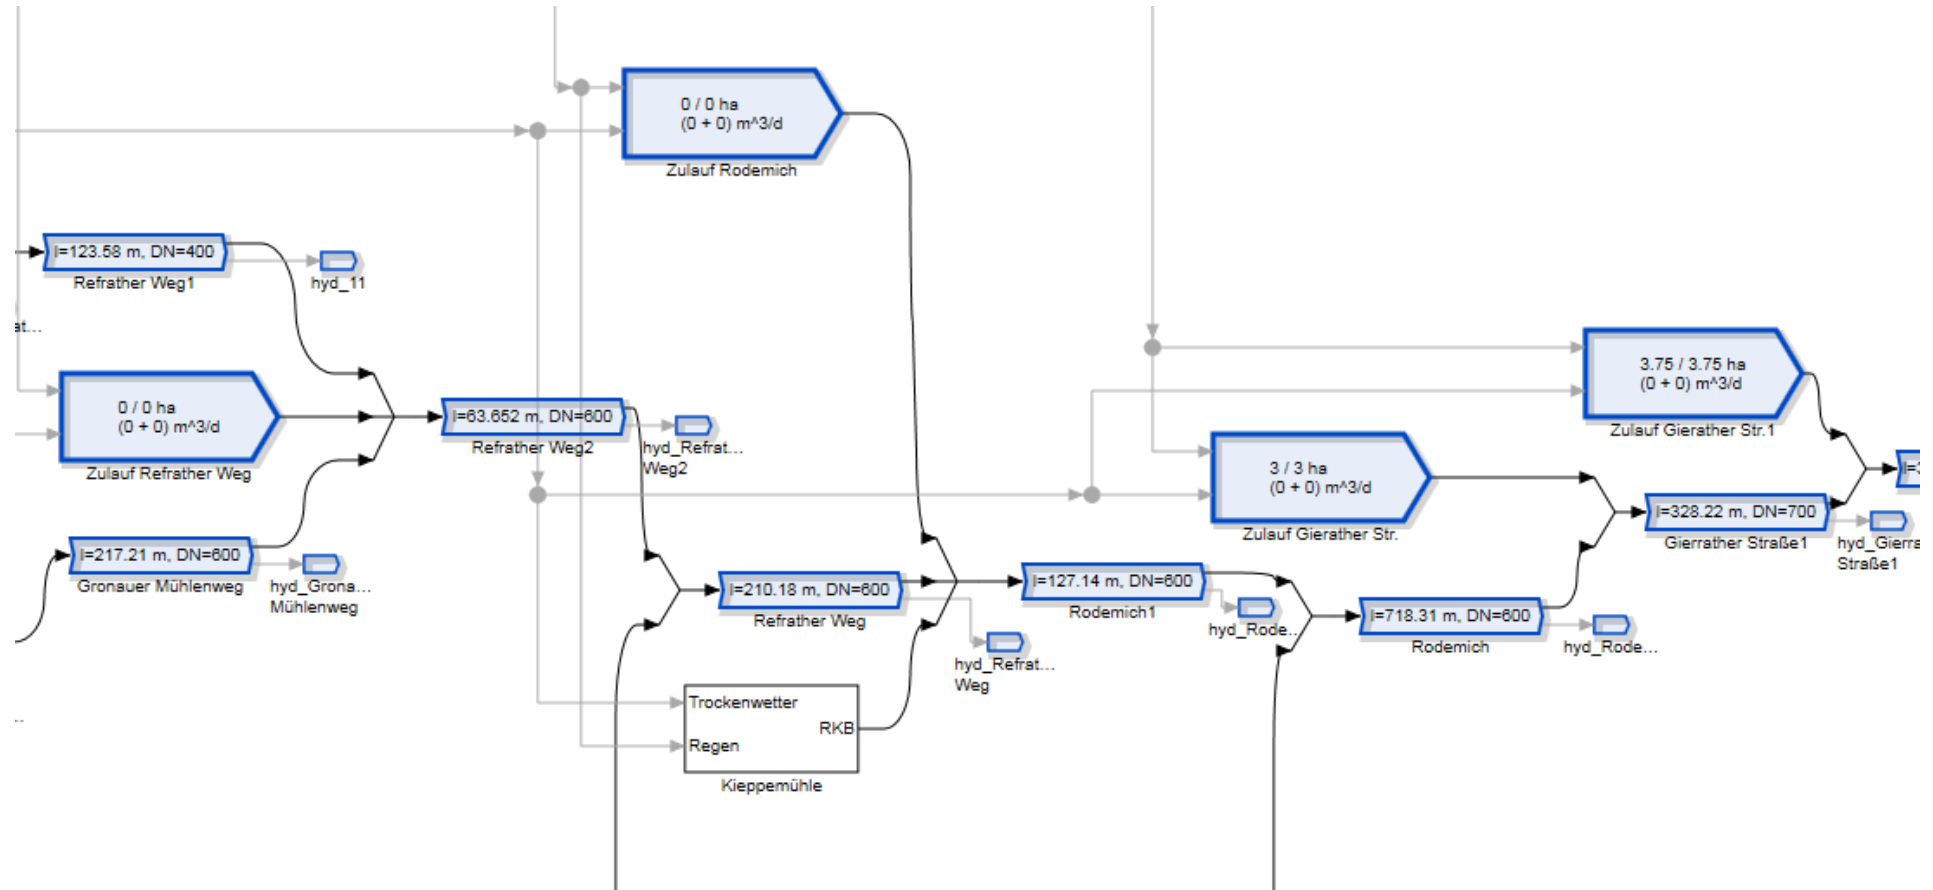 0 / 0 ha
(0 + 0) m^3/d
Zulauf Rodemich
l=123.58 m, DN=400
Refrather Weg1
hyd_11
at...
0 / 0 ha
(0 + 0) m^3/d
Zulauf Refrather Weg
l=63.652 m, DN=600
Refrather Weg2
hyd_Refrat...
Weg2
3.75 / 3.75 ha
(0 + 0) m^3/d
Zulauf Gierather Str.1
3 / 3 ha
(0 + 0) m^3/d
Zulauf Gierather Str.
l=3
l=328.22 m, DN=700
Gierrather Straße1
hyd_Gierra
Straße1
l=217.21 m, DN=600
Gronauer Mühlenweg
hyd_Grona...
Mühlenweg
l=210.18 m, DN=600
Refrather Weg
hyd_Refrat...
Weg
l=127.14 m, DN=600
Rodemich1
hyd_Rode...
l=718.31 m, DN=600
Rodemich
hyd_Rode...
Trockenwetter
RKB
Regen
Kieppemühle
..